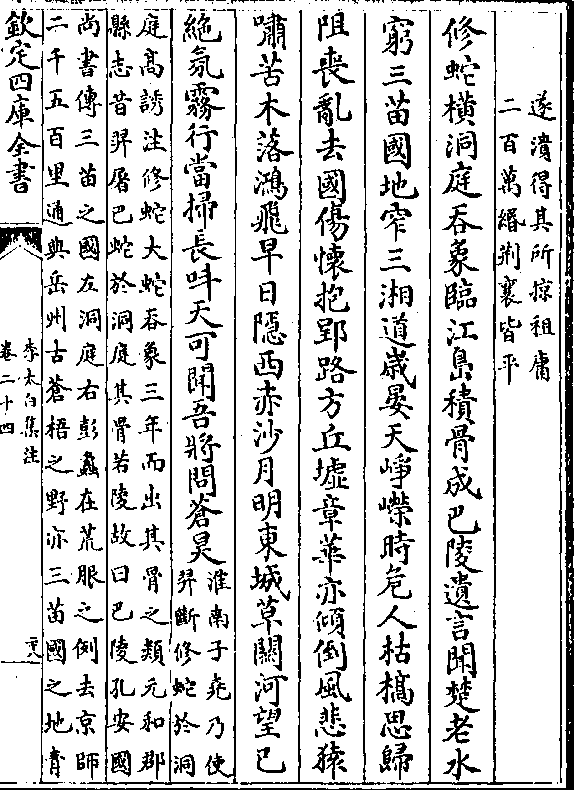 遂潰得其所掠祖庸
二百萬緡荆襄皆平
修蛇横洞庭吞象臨江島積骨成巴陵遺言聞楚老水
窮三苗國地窄三湘道歲晏天崢嶸時危人枯槁思歸
阻喪亂去國傷懐抱郢路方丘墟章華亦傾倒風悲猿
嘯苦木落鴻飛早日隱西赤沙月明東城草關河望已
絶氛霧行當掃長叫天可聞吾將問蒼昊
淮南子堯乃使
羿斷修蛇於洞
庭髙誘注修蛇大蛇吞象三年而出其骨之類元和郡
縣志昔羿屠巴蛇於洞庭其骨若陵故曰巴陵孔安國
尚書傳三苗之國左洞庭右彭蠡在荒服之例去京師
二千五百里通典岳州古蒼梧之野亦三苗國之地青
欽定四庫全書
李太白集注
卷二十四
二八